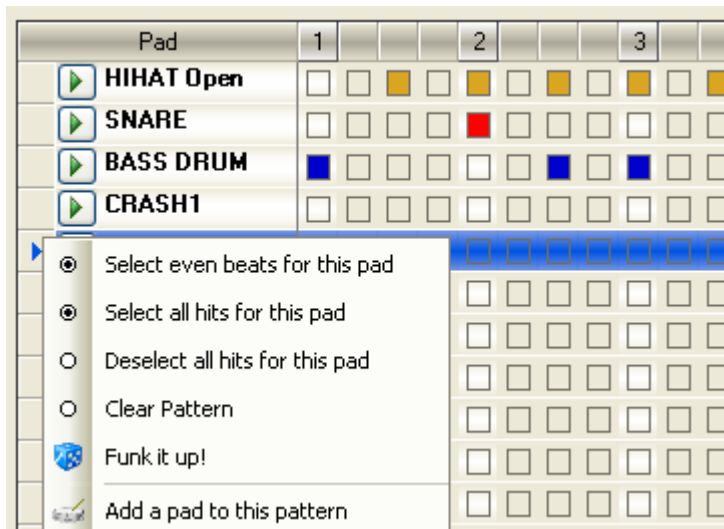 Pad 1 2 3
HIHAT Open
SNARE
BASS DRUM
CRASH1
Select even beats for this pad
Select all hits for this pad
Deselect all hits for this pad
Clear Pattern
Funk it up!
Add a pad to this pattern